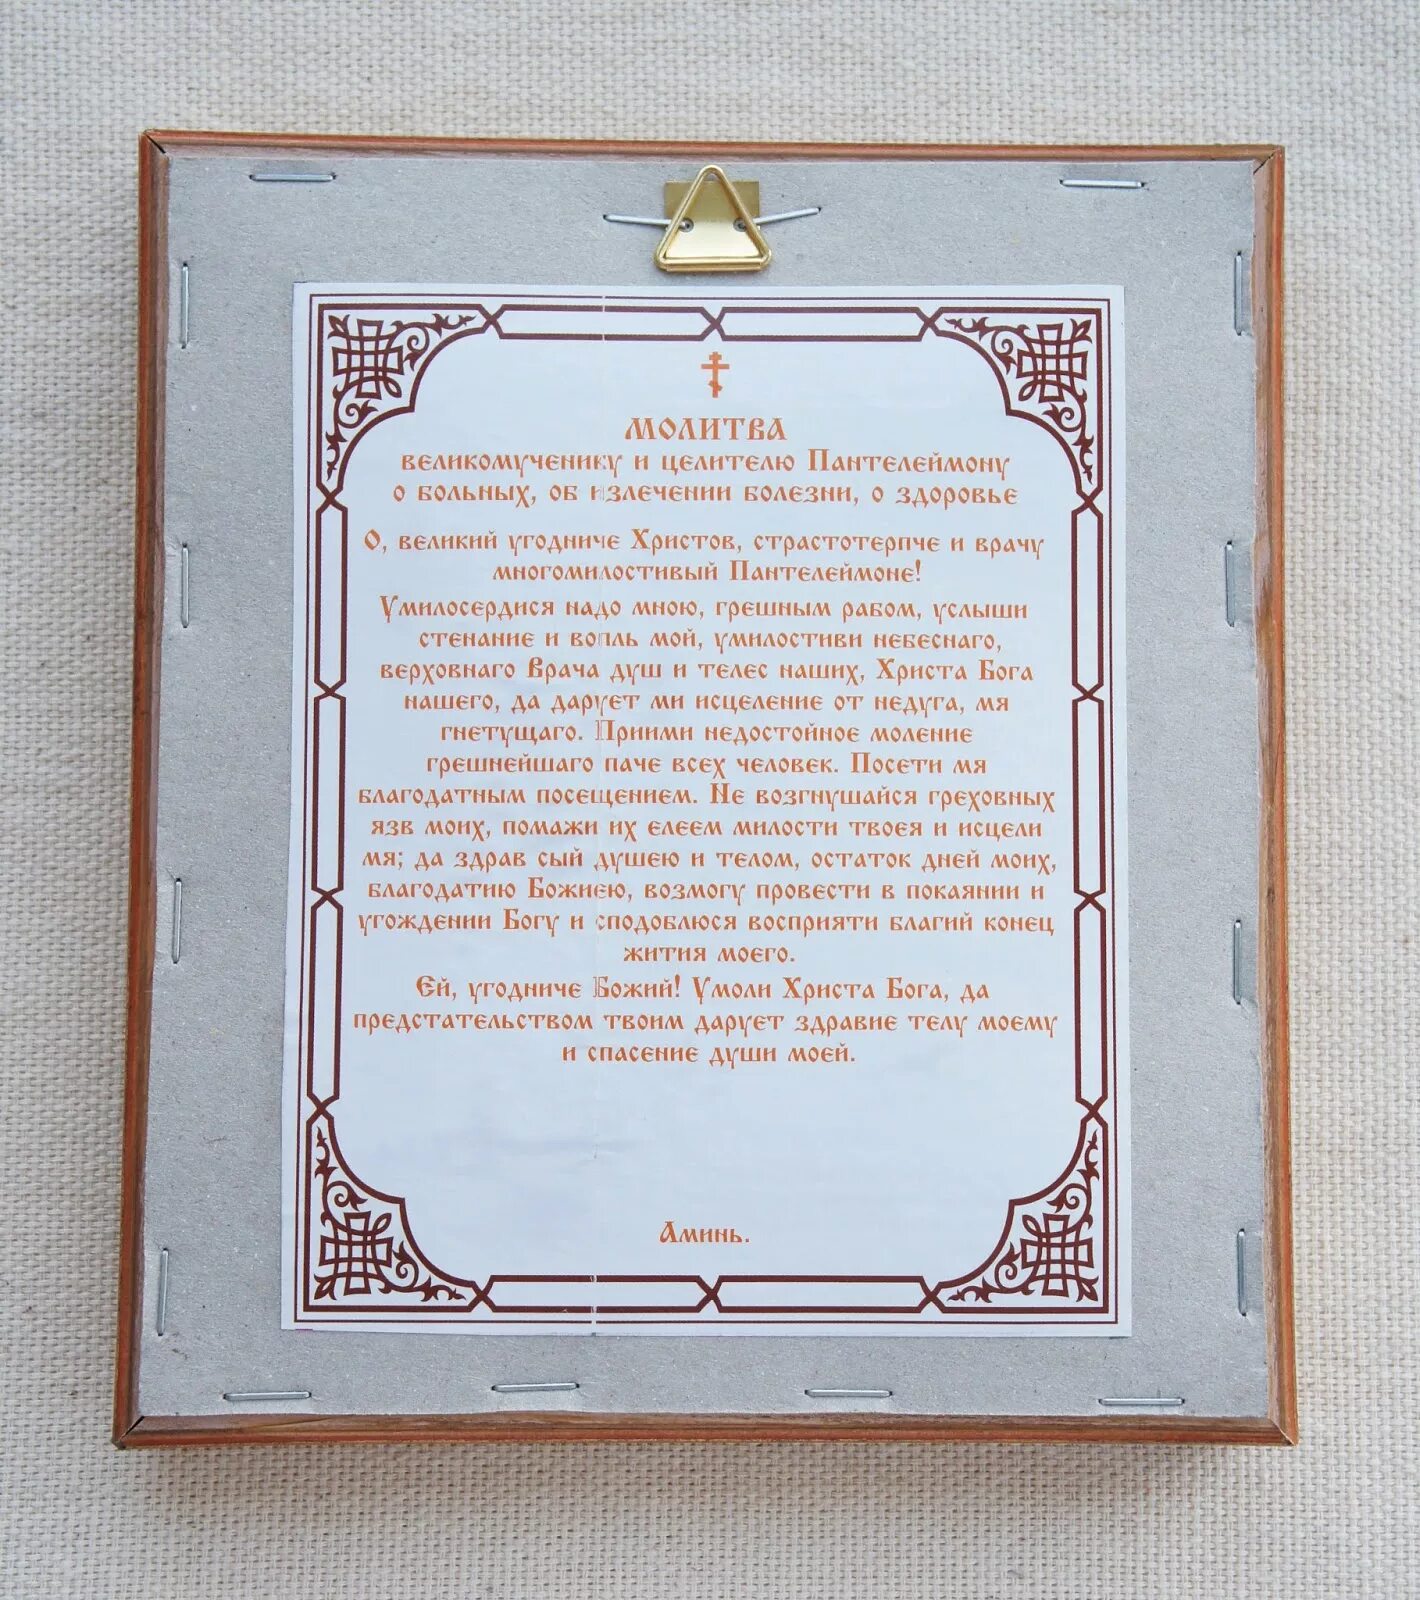 МОЛИТВА
великомученику и целителю Пантелеймону
о больных, об излечении болезни, о здоровье
О, великий угодниче Христов, страстотерпче и врачу
многомилостивый Пантелеймоне!
Умилосердися надо мною, грешным рабом, услыши
стенание и вопль мой, умилостиви небеснаго,
верховнаго Врача душ и телес наших, Христа Бога
нашего, да дарует ми исцеление от недуга, мя
гнетущаго. Приими недостойное моление
грешнейшаго паче всех человек. Посети мя
благодатным посещением. Не возгнушайся греховных
язв моих, помажи их елеем милости твоея и исцели
мя; да здрав сый душею и телом, остаток дней моих,
благодатию Божиею, возмогу провести в покаянии и
угождении Богу и сподоблюся восприяти благий конец
жития моего.
Ей, угодниче Божий! Умоли Христа Бога, да
предстательством твоим дарует здравие телу моему
и спасение души моей.
Аминь.